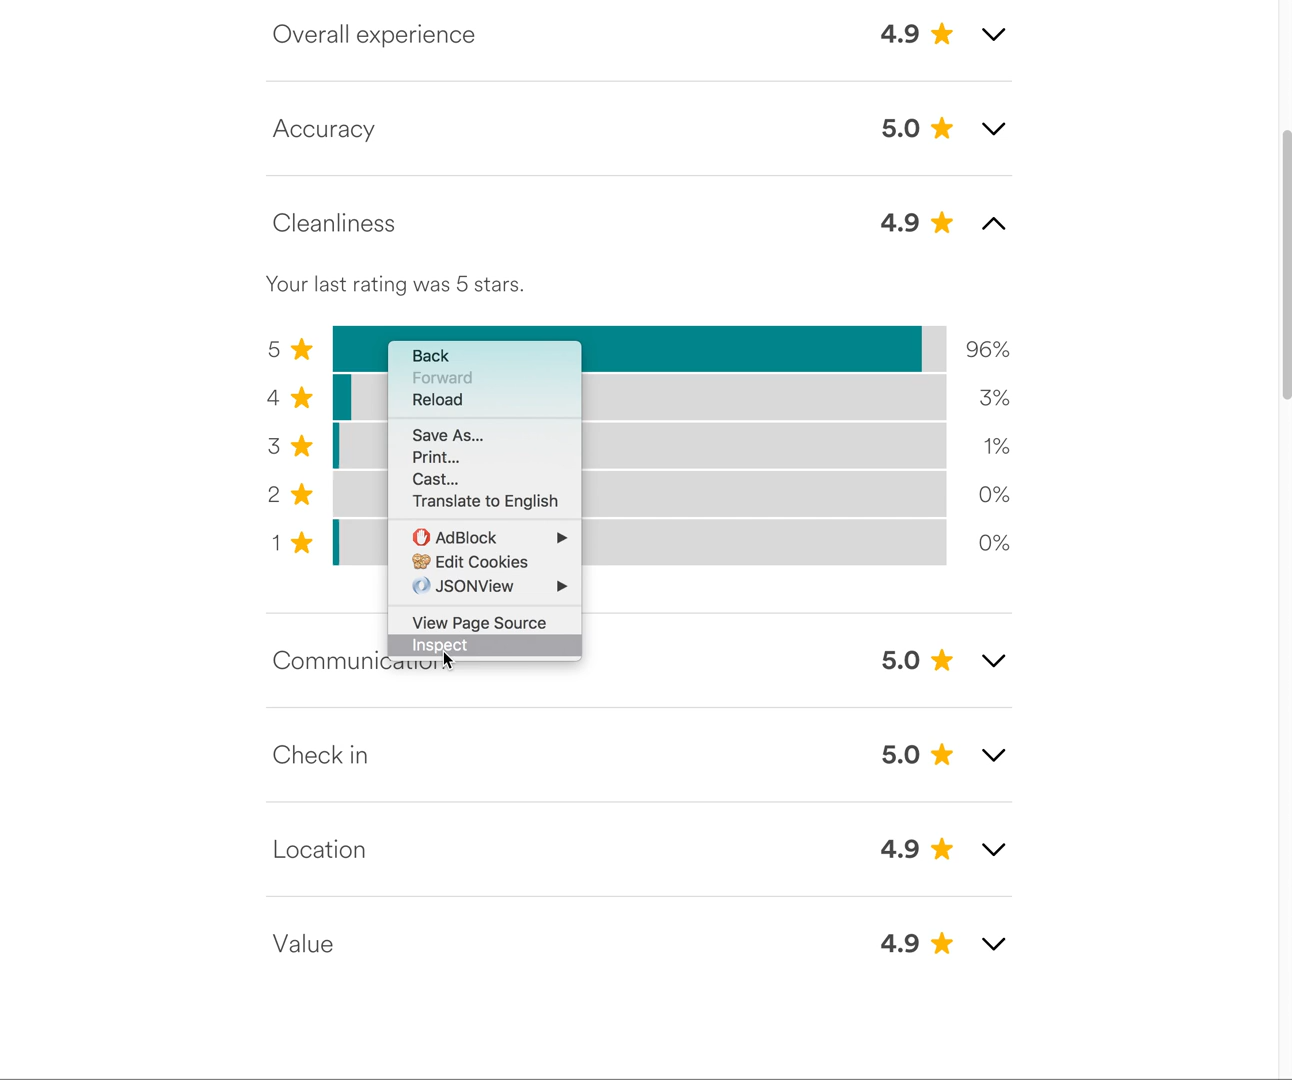 Overall experience 4.9
Accuracy 5.0
Cleanliness 4.9
Your last rating was 5 stars.
5 96%
4 3%
3 1%
2 0%
1 0%
Back
Forward
Reload
Save As...
Print...
Cast...
Translate to English
AdBlock
Edit Cookies
JSONView
View Page Source
Inspect
Communication 5.0
Check in 5.0
Location 4.9
Value 4.9